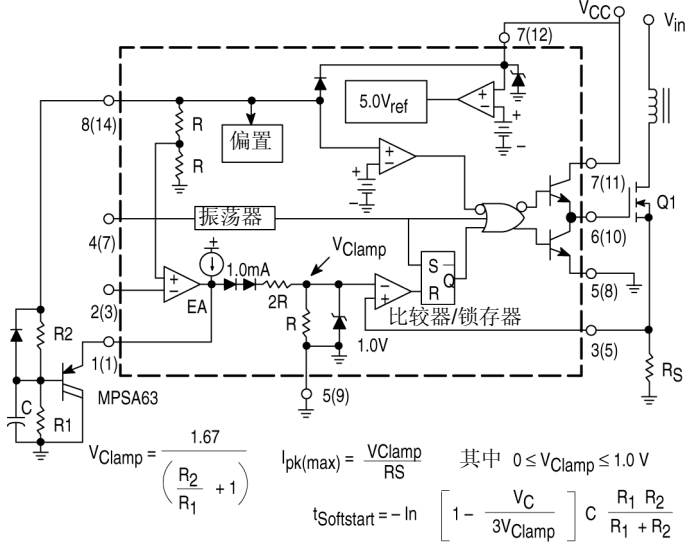 VCC
Vin
7(12)
5.0Vref
+
−
+
−
8(14)
R
偏置
R
+
−
+
−
7(11)
Q1
振荡器
4(7)
6(10)
+
1.0mA
VClamp
S
Q
R
+
−
EA
2R
−
+
5(8)
2(3)
R
比较器/锁存器
1.0V
R2
1(1)
3(5)
MPSA63
5(9)
RS
C
R1
VClamp = 1.67 / (R2/R1 + 1)
Ipk(max) = VClamp / RS
其中 0 ≤ VClamp ≤ 1.0 V
tSoftstart = − In [1 - VC / 3VClamp] C R1 R2 / R1 + R2